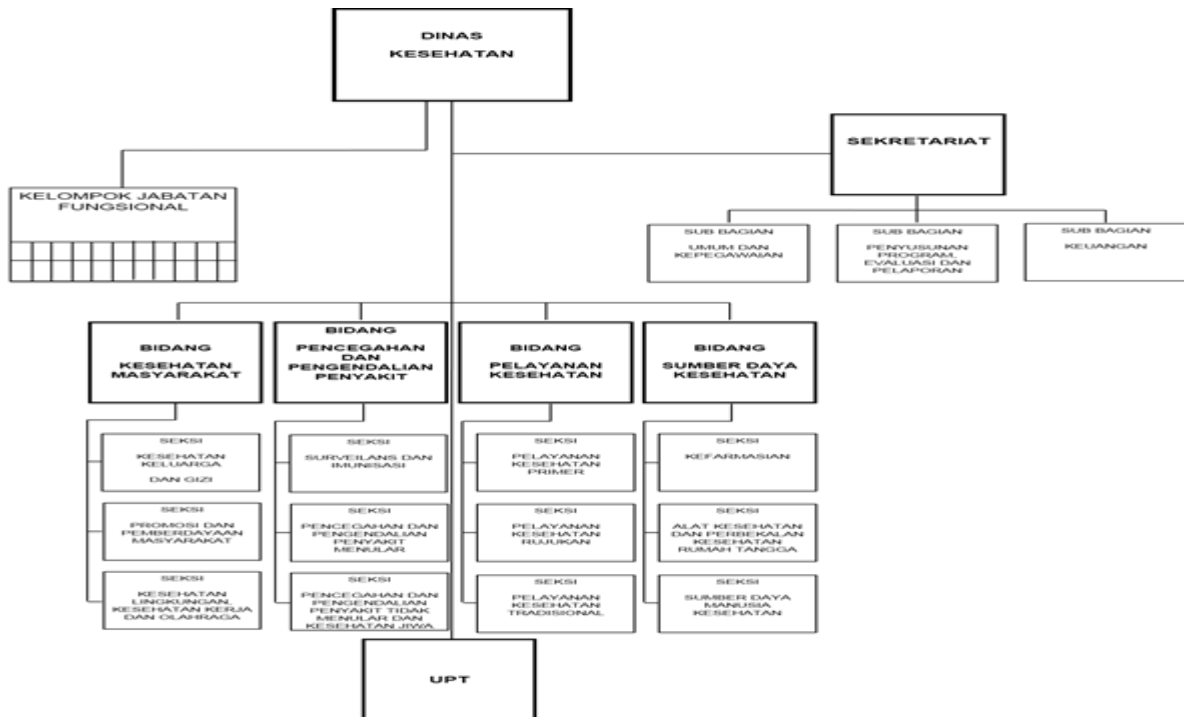 DINAS
KESEHATAN
SEKRETARIAT
KELOMPOK JABATAN
FUNGSIONAL
SUB BAGIAN
UMUM DAN
KEPEGAWAIAN
SUB BAGIAN
PENYUSUNAN
PROGRAM,
EVALUASI DAN
PELAPORAN
SUB BAGIAN
KEUANGAN
BIDANG
KESEHATAN
MASYARAKAT
BIDANG
PENCEGAHAN
DAN
PENGENDALIAN
PENYAKIT
BIDANG
PELAYANAN
KESEHATAN
BIDANG
SUMBER DAYA
KESEHATAN
SEKSI
KESEHATAN
KELUARGA
DAN GIZI
SEKSI
SURVEILANS DAN
IMUNISASI
SEKSI
PELAYANAN
KESEHATAN
PRIMER
SEKSI
KEFARMASIAN
SEKSI
PROMOSI DAN
PEMBERDAYAAN
MASYARAKAT
SEKSI
PENCEGAHAN DAN
PENGENDALIAN
PENYAKIT
MENULAR
SEKSI
PELAYANAN
KESEHATAN
RUJUKAN
SEKSI
ALAT KESEHATAN
DAN PERBEKALAN
KESEHATAN
RUMAH TANGGA
SEKSI
KESEHATAN
LINGKUNGAN,
KESEHATAN KERJA
DAN OLAHRAGA
SEKSI
PENCEGAHAN DAN
PENGENDALIAN
PENYAKIT TIDAK
MENULAR DAN
KESEHATAN JIWA
SEKSI
PELAYANAN
KESEHATAN
TRADISIONAL
SEKSI
SUMBER DAYA
MANUSIA
KESEHATAN
UPT